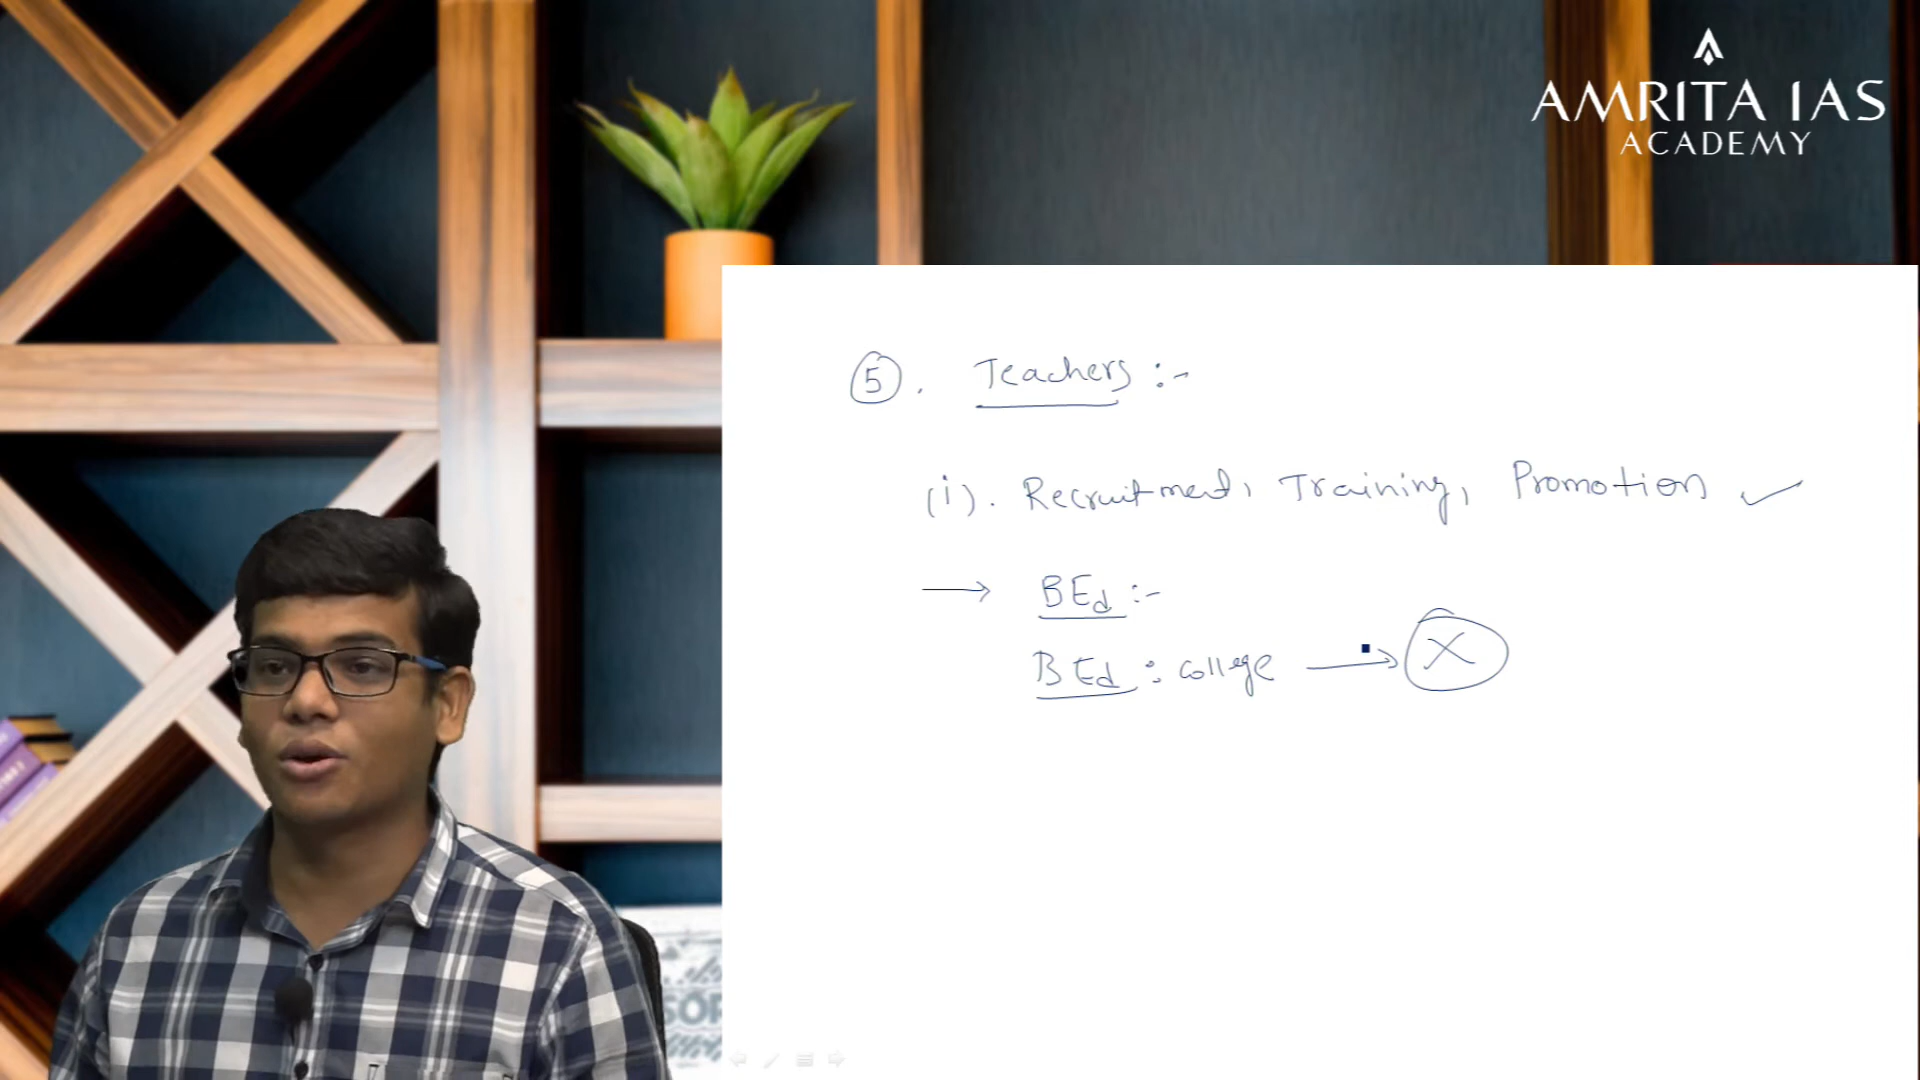 AMRITA IAS
ACADEMY
5. Teachers :-
(i). Recruitment, Training, Promotion ✓
→ BEd :-
BEd : college → X